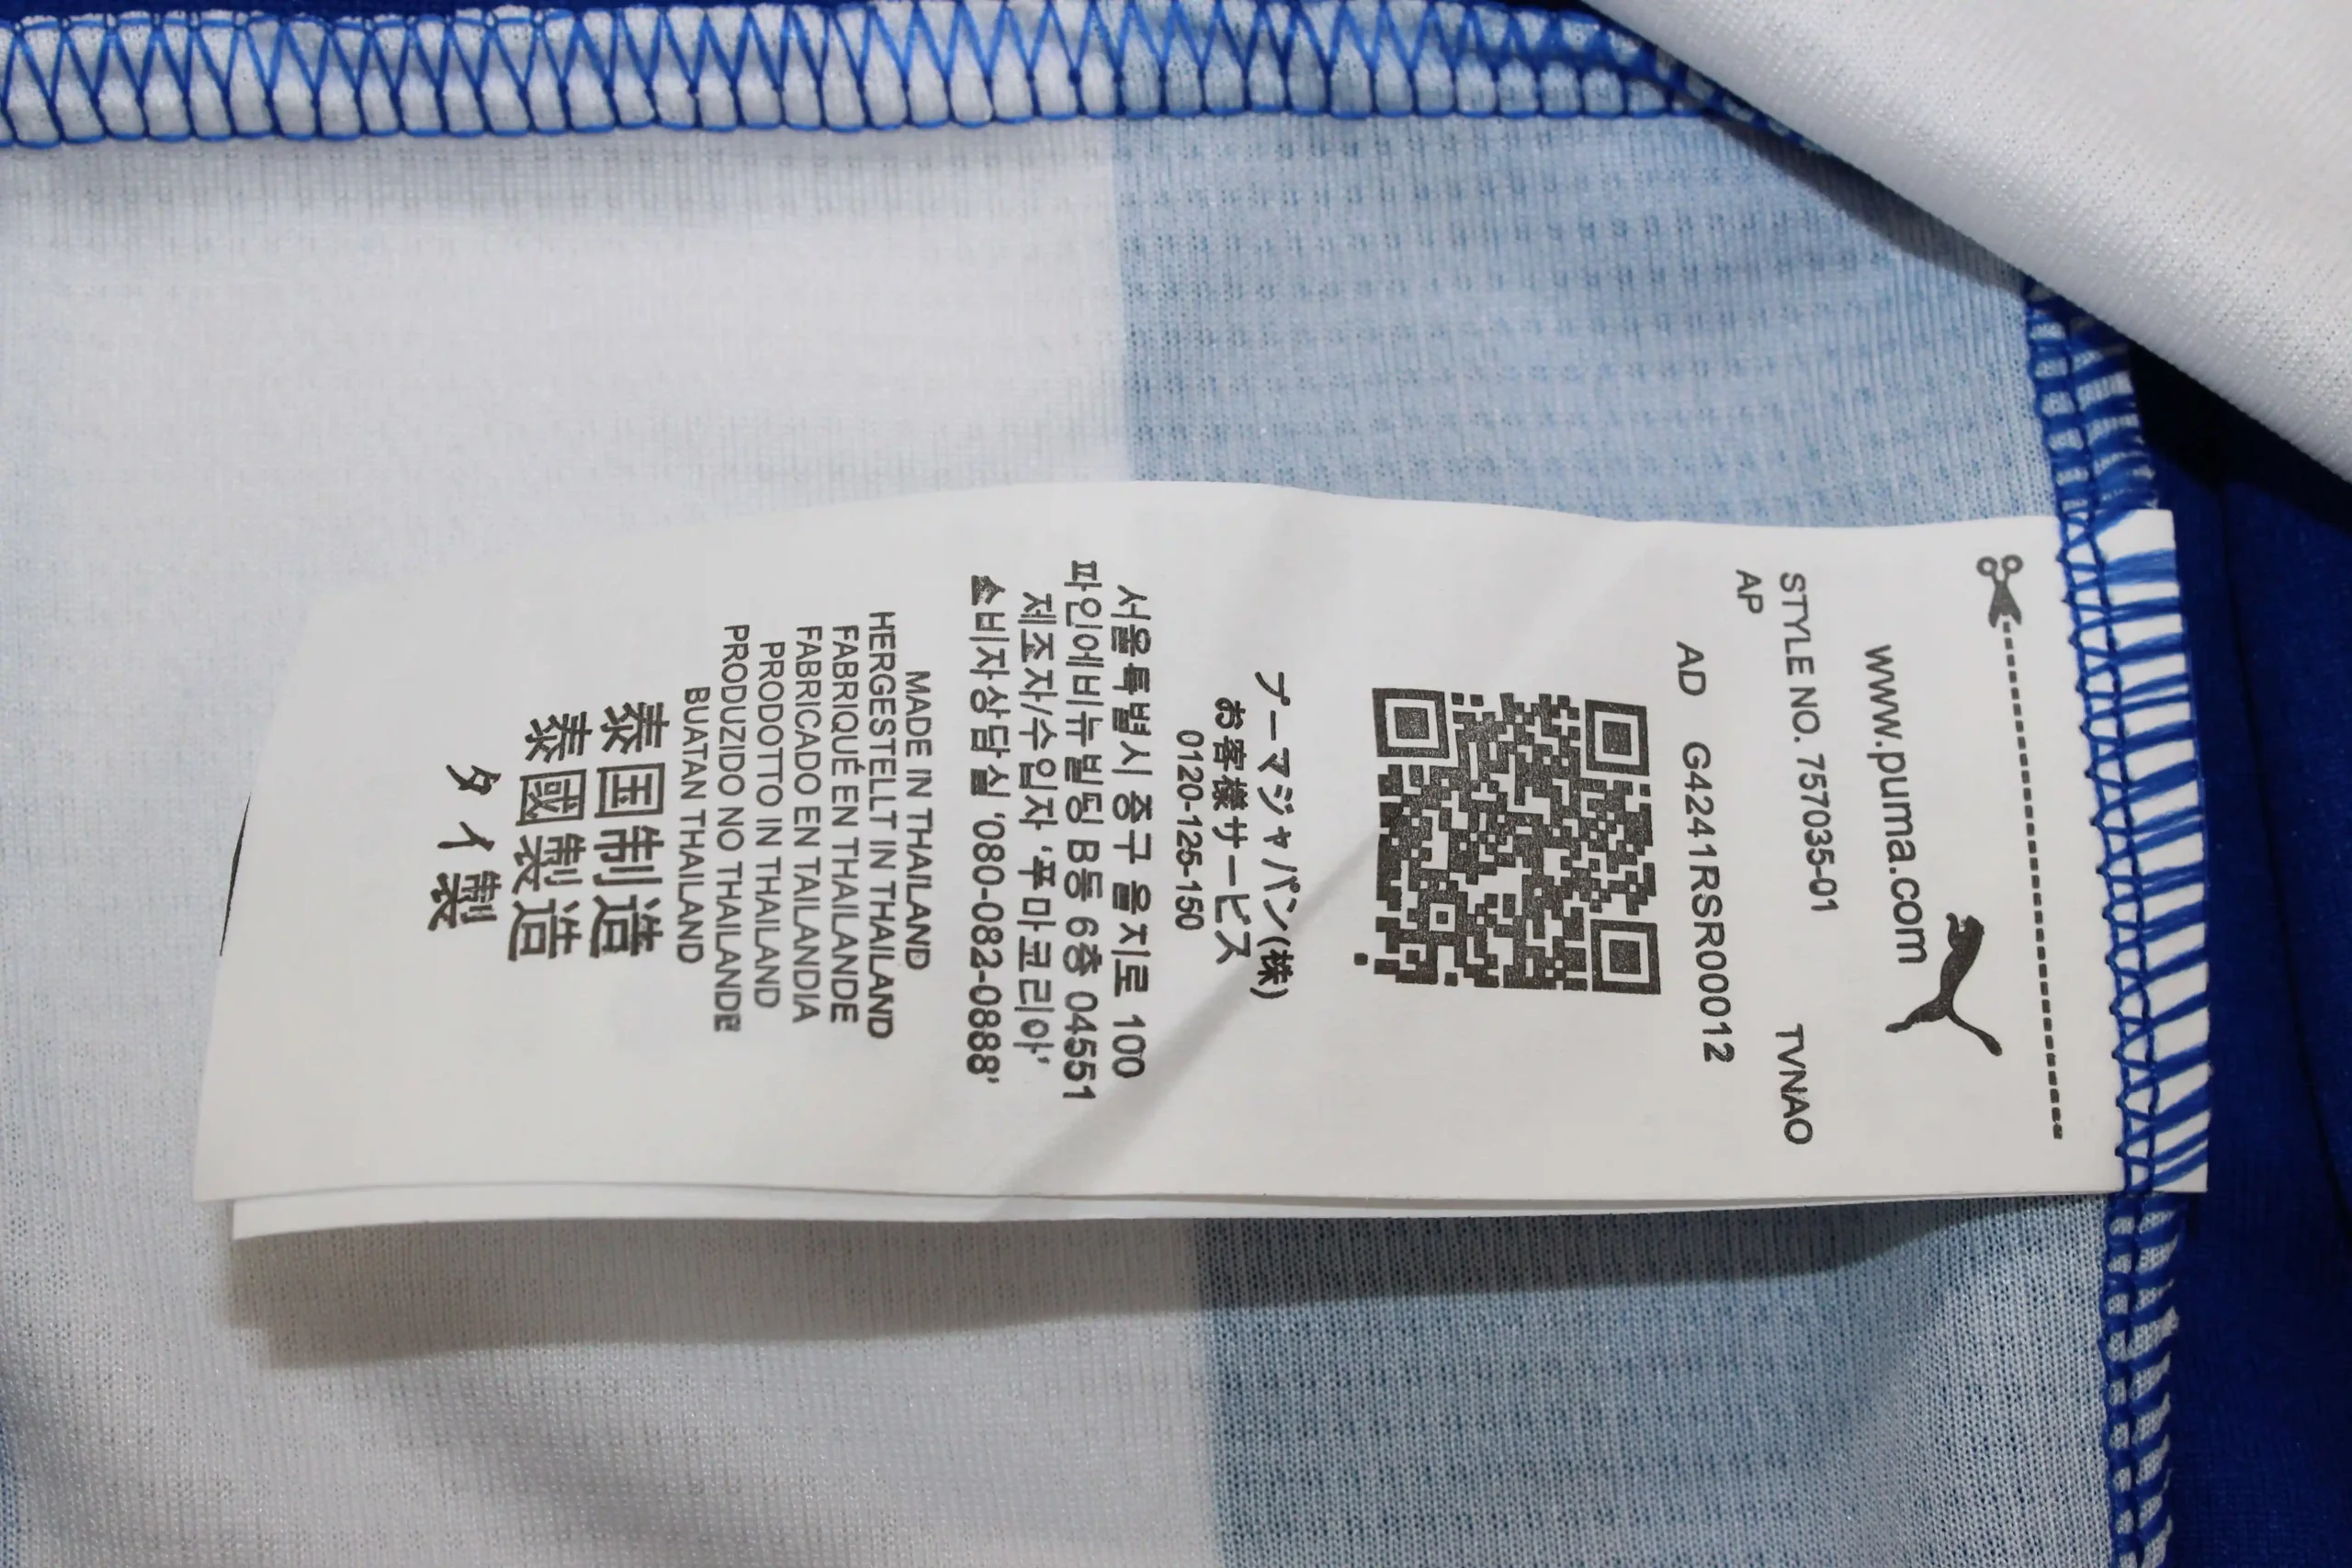 www.puma.com
STYLE NO. 757035-01 TVNAO
AP
AD G4241RSR00012
プーマジャパン(株)
お客様サービス
0120-125-150
서울특별시 중구 을지로 100
파인에비뉴빌딩 B동 6층 04551
제조자/수입자 '푸마코리아'
소비자상담실 '080-082-0888'
MADE IN THAILAND
HERGESTELLT IN THAILAND
FABRIQUÉ EN THAILANDE
FABRICADO EN TAILANDIA
PRODOTTO IN THAILAND
PRODUZIDO NO THAILANDE
BUATAN THAILAND
泰国制造
泰國製造
タイ製